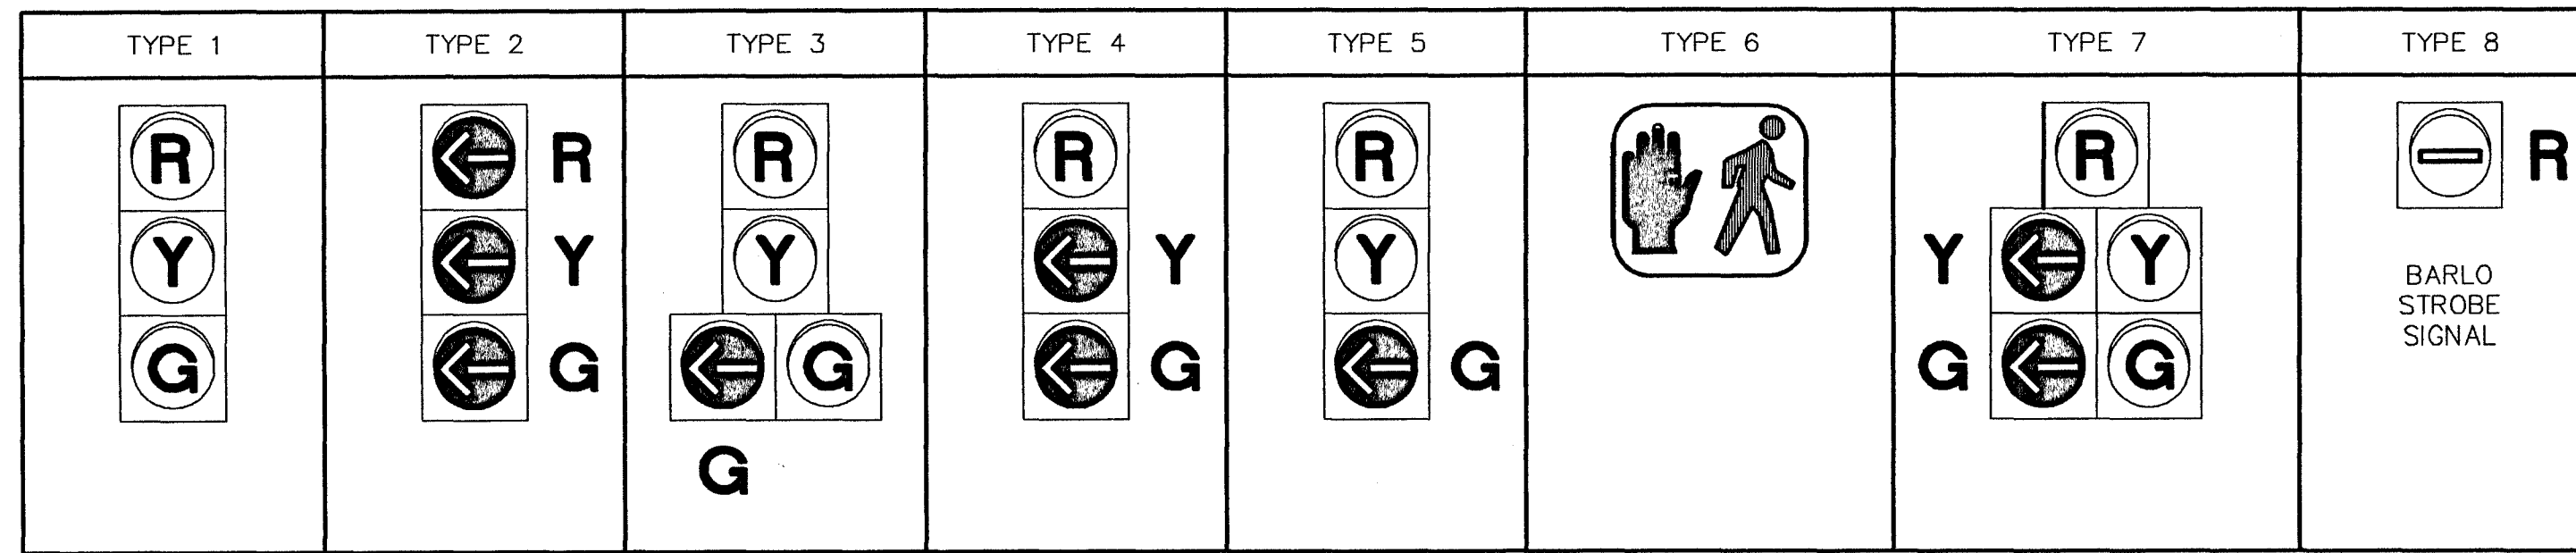 TYPE 1
TYPE 2
TYPE 3
TYPE 4
TYPE 5
TYPE 6
TYPE 7
TYPE 8
R
Y
G
R
Y
G
R
Y
G
G
R
Y
G
R
Y
G
R
Y
Y
G
G
R
BARLO
STROBE
SIGNAL